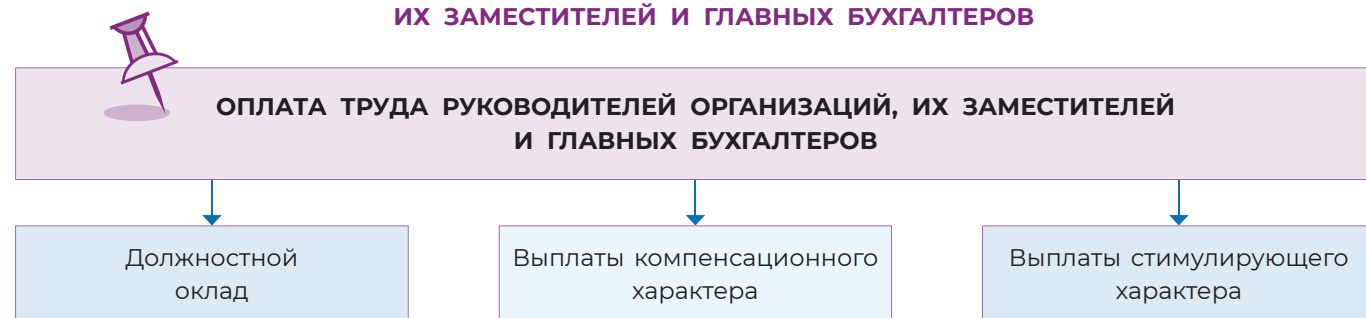 ИХ ЗАМЕСТИТЕЛЕЙ И ГЛАВНЫХ БУХГАЛТЕРОВ
ОПЛАТА ТРУДА РУКОВОДИТЕЛЕЙ ОРГАНИЗАЦИЙ, ИХ ЗАМЕСТИТЕЛЕЙ
И ГЛАВНЫХ БУХГАЛТЕРОВ
Должностной
оклад
Выплаты компенсационного
характера
Выплаты стимулирующего
характера